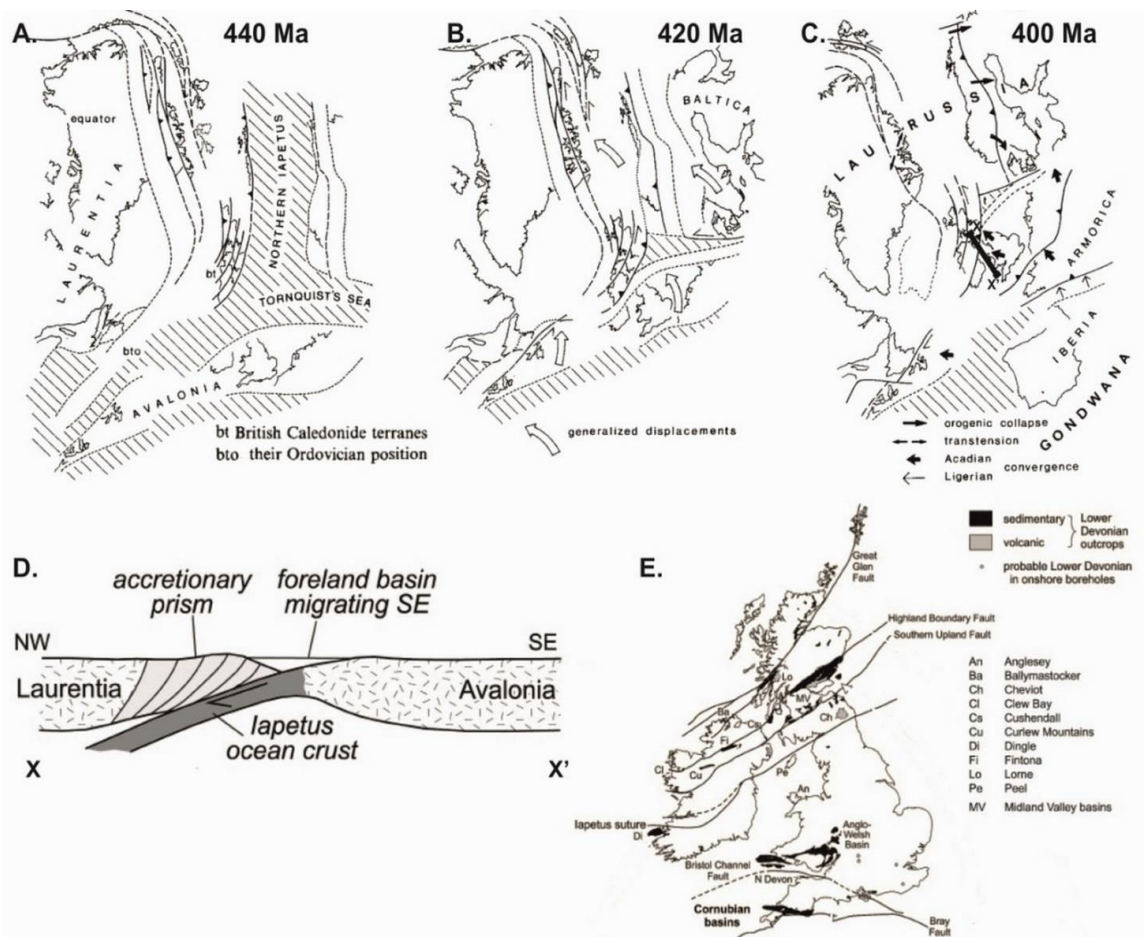 A.
440 Ma
equator
LAURENTIA
NORTHERN IAPETUS
bt
TORNQUIST'S SEA
bto
AVALONIA
bt British Caledonide terranes
bto their Ordovician position
B.
420 Ma
BALTICA
generalized displacements
C.
400 Ma
LAURUSSIA
X'
X
ARMORICA
IBERIA
GONDWANA
orogenic collapse
transtension
Acadian
Ligerian
convergence
D.
accretionary
prism
foreland basin
migrating SE
NW
SE
Laurentia
Avalonia
Iapetus
ocean crust
X
X'
E.
sedimentary
volcanic
Lower
Devonian
outcrops
probable Lower Devonian
in onshore boreholes
Great
Glen
Fault
Highland Boundary Fault
Southern Upland Fault
Lo
MV
Ba
Cs
Ch
Fi
Cl
Cu
Pe
An
Iapetus suture
Di
Anglo-
Welsh
Basin
Bristol Channel
Fault
N Devon
Cornubian
basins
Bray
Fault
An Anglesey
Ba Ballymastocker
Ch Cheviot
Cl Clew Bay
Cs Cushendall
Cu Curlew Mountains
Di Dingle
Fi Fintona
Lo Lorne
Pe Peel
MV Midland Valley basins